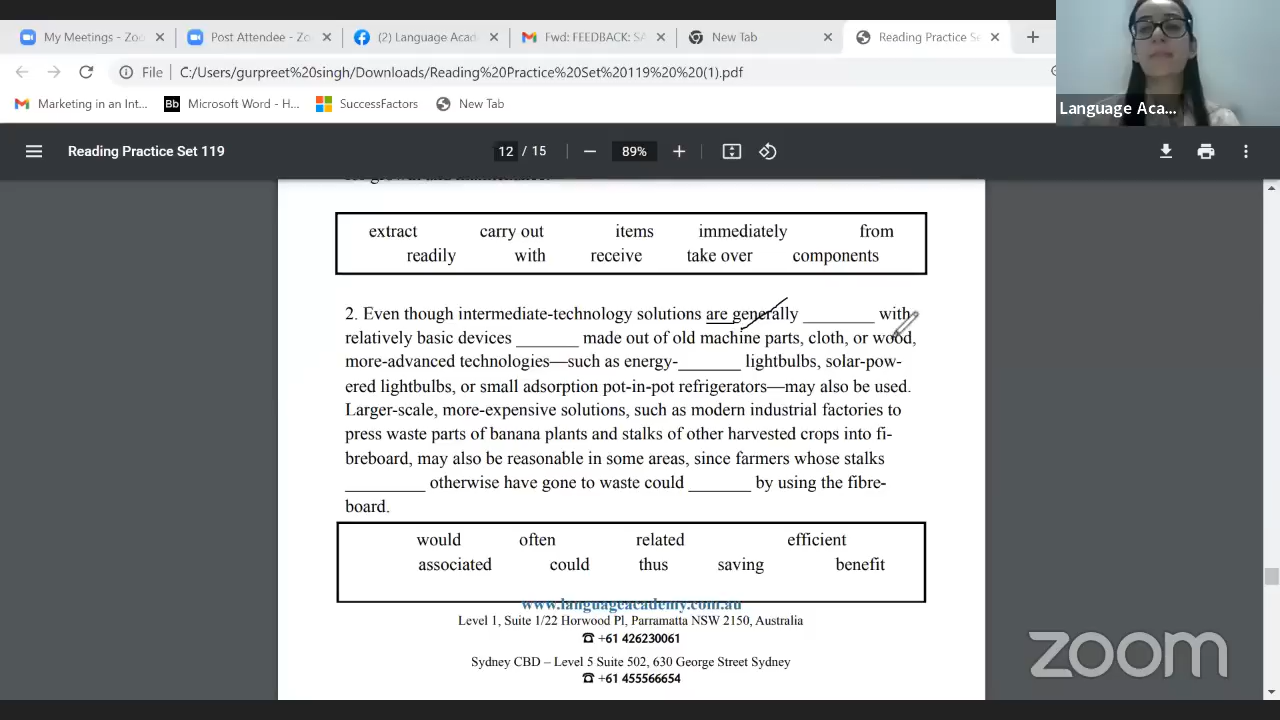 My Meetings - Zoo
Post Attendee - Zo
(2) Language Acad
Fwd: FEEDBACK: SA
New Tab
Reading Practice Se
File
C:/Users/gurpreet%20singh/Downloads/Reading%20Practice%20Set%20119%20%20(1).pdf
Marketing in an Int...
Bb
Microsoft Word - H...
SuccessFactors
New Tab
Language Aca...
Reading Practice Set 119
12 / 15
89%
extract carry out items immediately from
readily with receive take over components
2. Even though intermediate-technology solutions are generally ________ with
relatively basic devices _______ made out of old machine parts, cloth, or wood,
more-advanced technologies—such as energy-_______ lightbulbs, solar-pow-
ered lightbulbs, or small adsorption pot-in-pot refrigerators—may also be used.
Larger-scale, more-expensive solutions, such as modern industrial factories to
press waste parts of banana plants and stalks of other harvested crops into fi-
breboard, may also be reasonable in some areas, since farmers whose stalks
_________ otherwise have gone to waste could _______ by using the fibre-
board.
would often related efficient
associated could thus saving benefit
www.languageacademy.com.au
Level 1, Suite 1/22 Horwood Pl, Parramatta NSW 2150, Australia
☎ +61 426230061
Sydney CBD – Level 5 Suite 502, 630 George Street Sydney
☎ +61 455566654
zoom